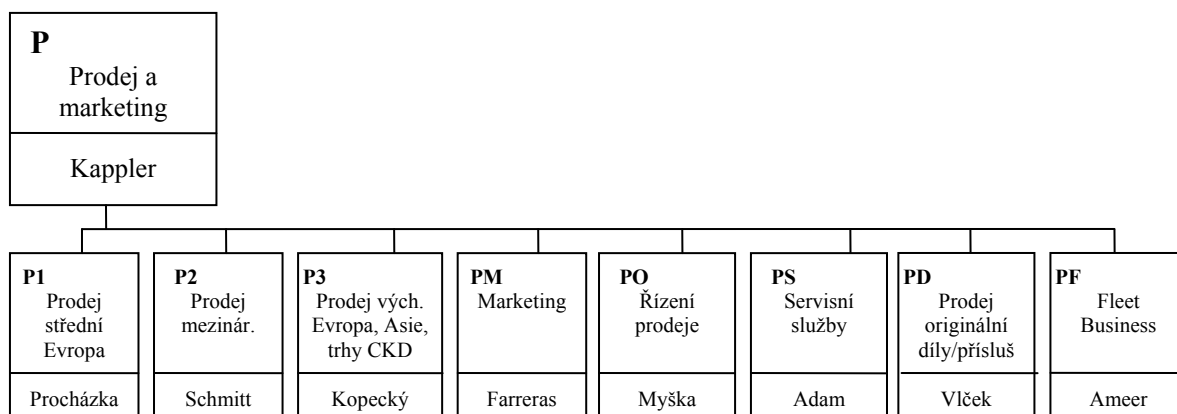 P
Prodej a
marketing
Kappler
P1
Prodej
střední
Evropa
Procházka
P2
Prodej
mezinár.
Schmitt
P3
Prodej vých.
Evropa, Asie,
trhy CKD
Kopecký
PM
Marketing
Farreras
PO
Řízení
prodeje
Myška
PS
Servisní
služby
Adam
PD
Prodej
originální
díly/přísluš
Vlček
PF
Fleet
Business
Ameer